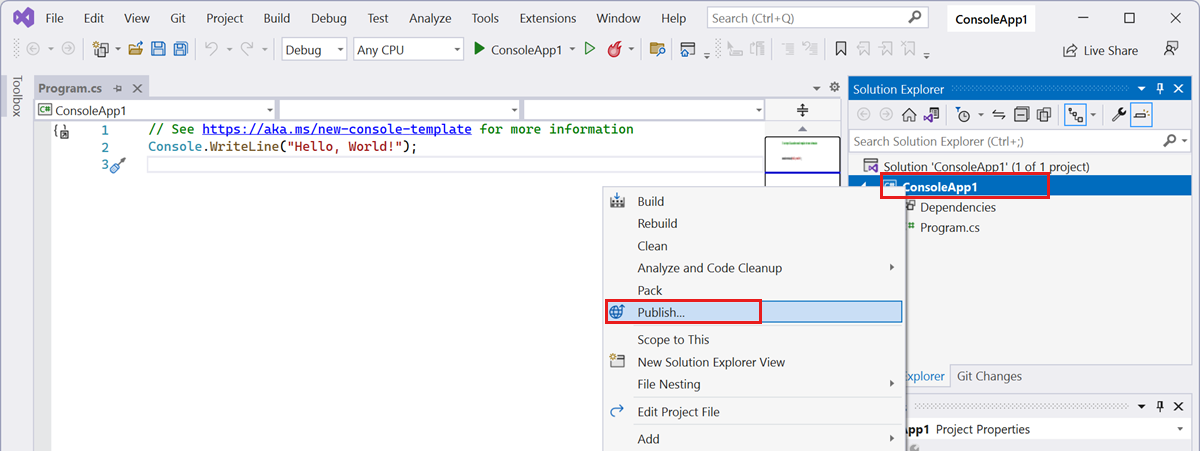 File Edit View Git Project Build Debug Test Analyze Tools Extensions Window Help Search (Ctrl+Q) ConsoleApp1
Debug Any CPU ConsoleApp1 Live Share
Toolbox
Program.cs
ConsoleApp1
1 // See https://aka.ms/new-console-template for more information
2 Console.WriteLine("Hello, World!");
3
Solution Explorer
Search Solution Explorer (Ctrl+;)
Solution 'ConsoleApp1' (1 of 1 project)
ConsoleApp1
Dependencies
Program.cs
Build
Rebuild
Clean
Analyze and Code Cleanup
Pack
Publish...
Scope to This
New Solution Explorer View
File Nesting
Edit Project File
Add
Explorer Git Changes
App1 Project Properties